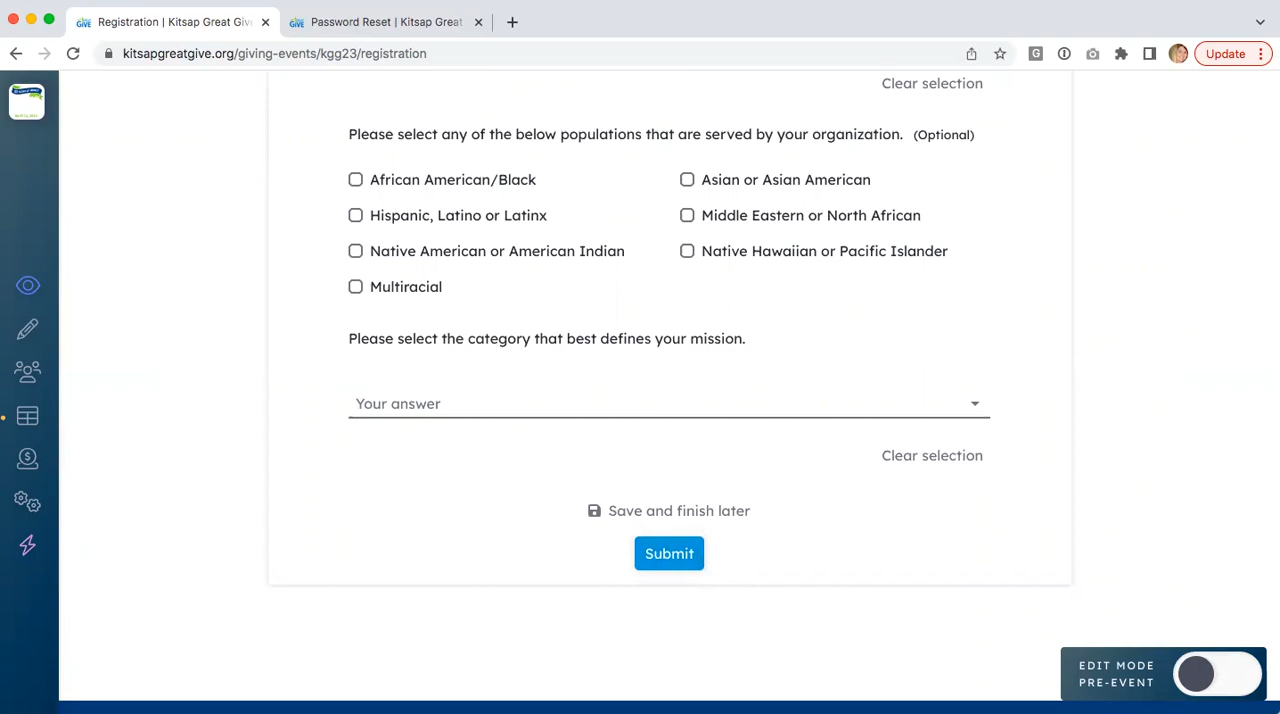 Registration | Kitsap Great Giv
Password Reset | Kitsap Great
kitsapgreatgive.org/giving-events/kgg23/registration
Update
Clear selection
Please select any of the below populations that are served by your organization. (Optional)
African American/Black
Asian or Asian American
Hispanic, Latino or Latinx
Middle Eastern or North African
Native American or American Indian
Native Hawaiian or Pacific Islander
Multiracial
Please select the category that best defines your mission.
Your answer
Clear selection
Save and finish later
Submit
EDIT MODE
PRE-EVENT